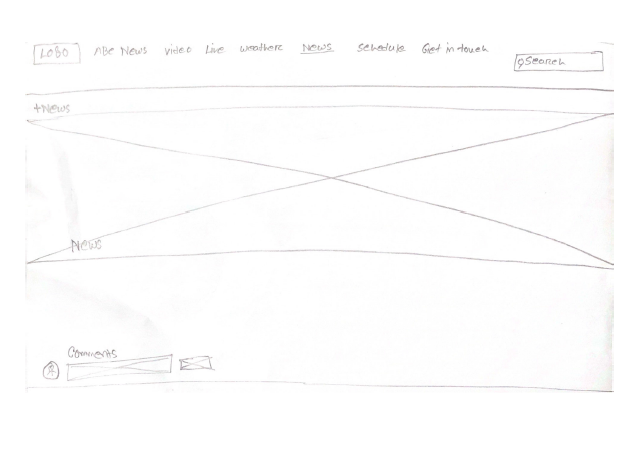 LOGO ABC News video Live weather News Schedule Get in touch
Search
+News
News
Comments